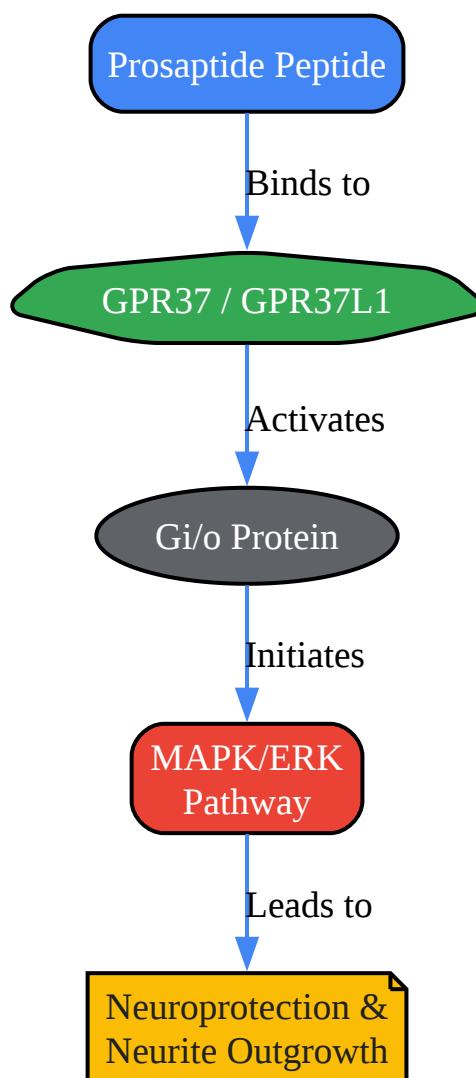 Prosaptide Peptide
Binds to
GPR37 / GPR37L1
Activates
Gi/o Protein
Initiates
MAPK/ERK
Pathway
Leads to
Neuroprotection &
Neurite Outgrowth